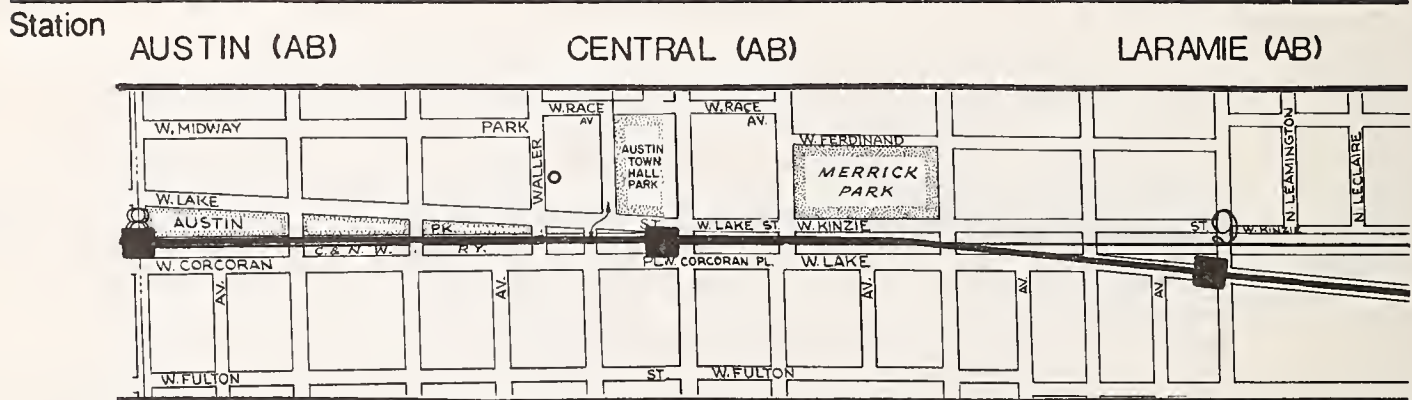 Station
AUSTIN (AB) CENTRAL (AB) LARAMIE (AB)
W. RACE AV. W. RACE AV.
W. MIDWAY PARK
W. FERDINAND
N. LEAMINGTON
N. LECLAIRE
WALLER
AUSTIN
TOWN
HALL
PARK
MERRICK
PARK
W. LAKE
AUSTIN PK. ST. W. LAKE ST. W. KINZIE ST. W. KINZIE
C. & N. W. RY.
W. CORCORAN PL. W. CORCORAN PL. W. LAKE
AV. AV. AV. AV. AV.
W. FULTON ST. W. FULTON